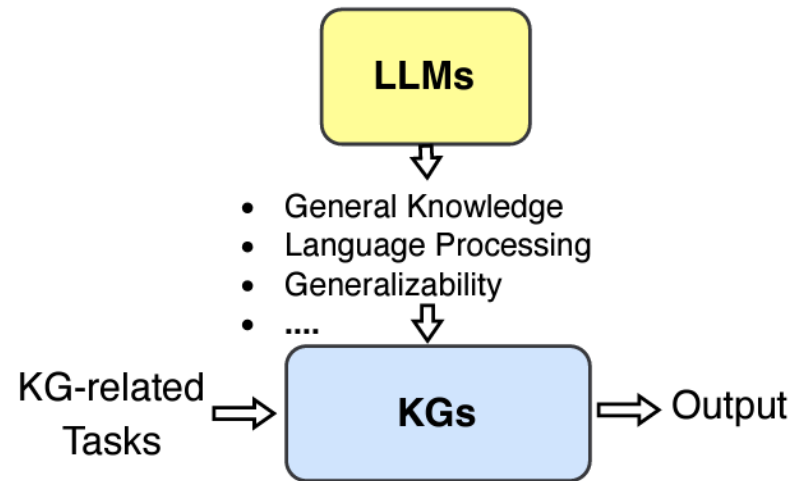 LLMs
• General Knowledge
• Language Processing
• Generalizability
• ....
KG-related
Tasks
KGs
Output